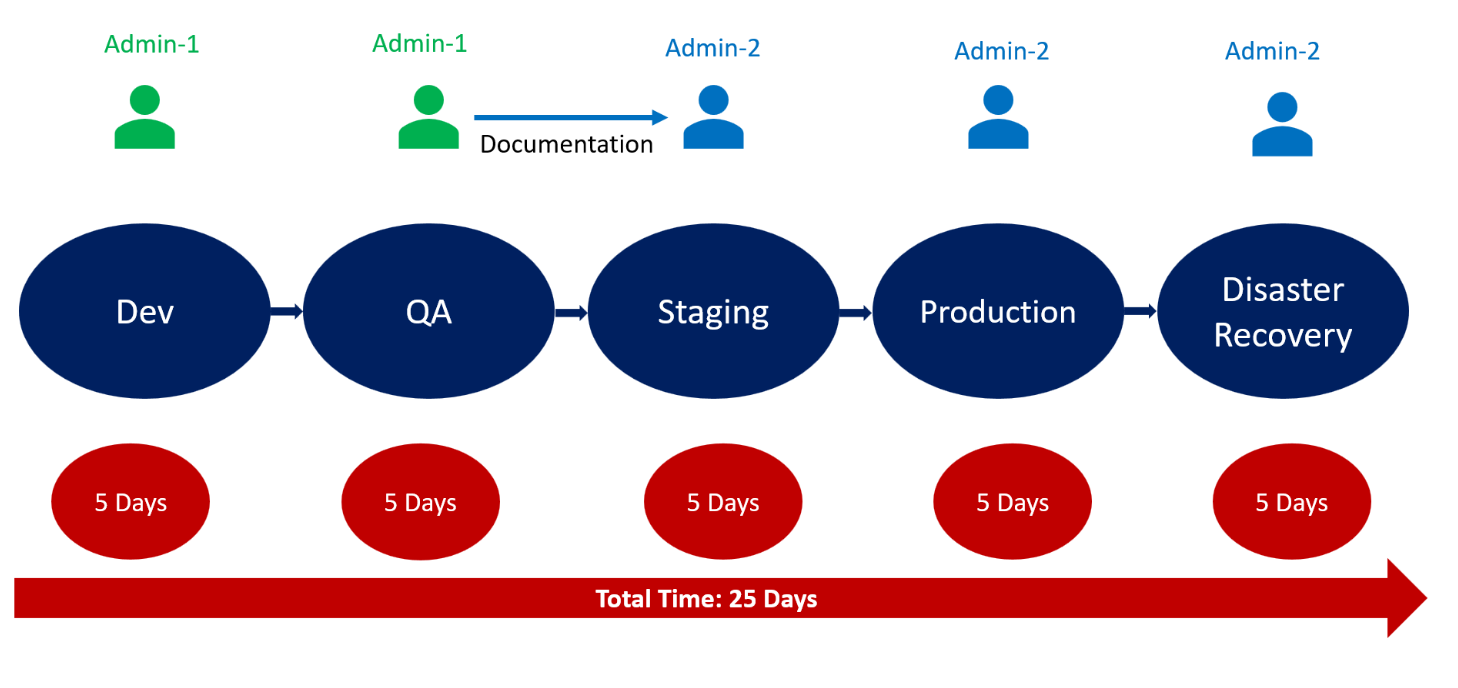 Admin-1
Admin-1
Admin-2
Admin-2
Admin-2
Documentation
Dev
QA
Staging
Production
Disaster
Recovery
5 Days
5 Days
5 Days
5 Days
5 Days
Total Time: 25 Days